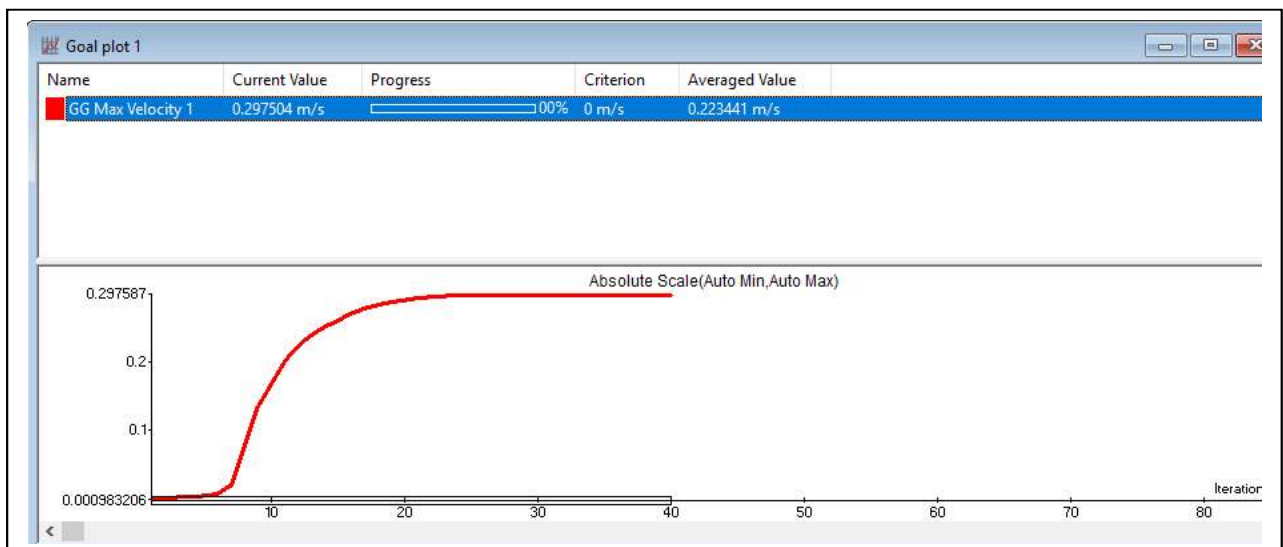 Goal plot 1
Name Current Value Progress Criterion Averaged Value
GG Max Velocity 1 0.297504 m/s 00% 0 m/s 0.223441 m/s
Absolute Scale(Auto Min,Auto Max)
0.297587
0.2
0.1
0.000983206
Iteration
10 20 30 40 50 60 70 80